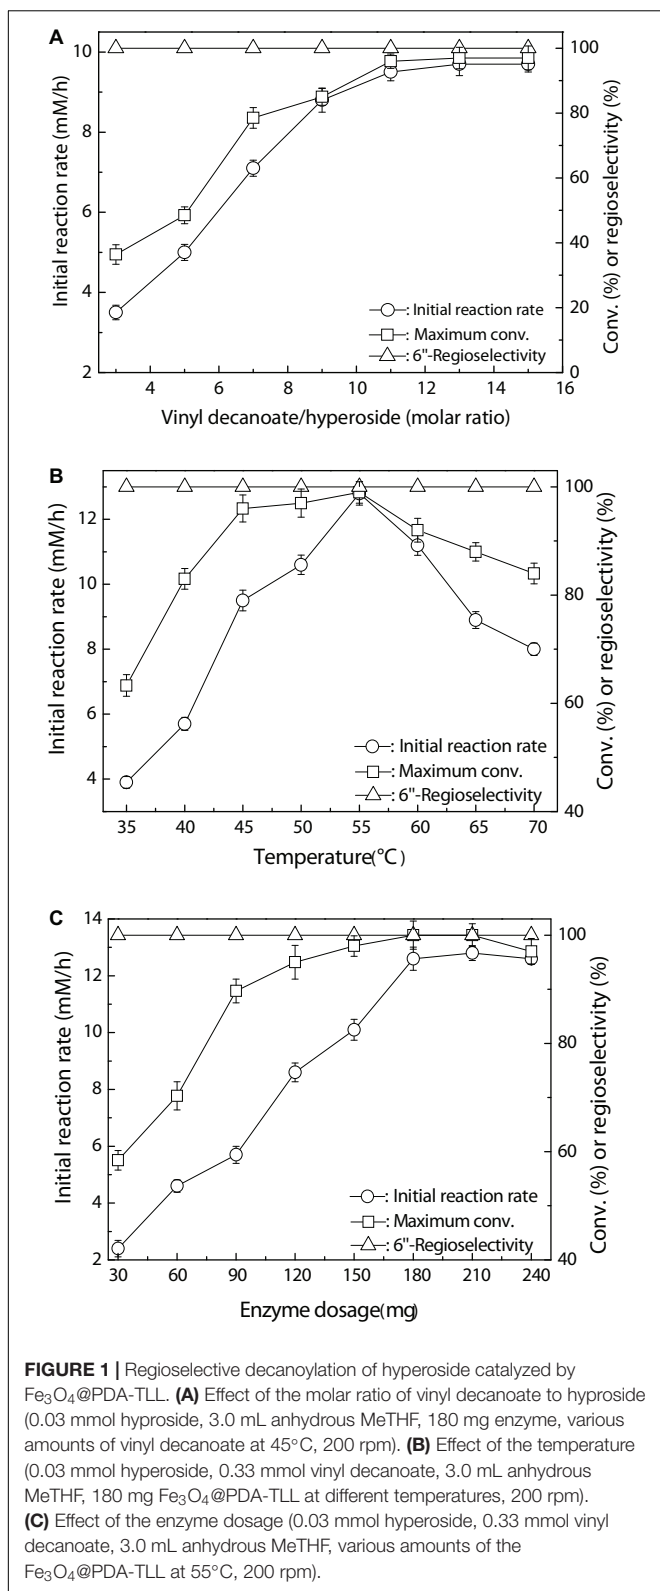 A
Initial reaction rate (mM/h)
10
8
6
4
2
100
80
60
40
20
0
Conv. (%) or regioselectivity (%)
: Initial reaction rate
: Maximum conv.
: 6"-Regioselectivity
4 6 8 10 12 14 16
Vinyl decanoate/hyperoside (molar ratio)
B
Initial reaction rate (mM/h)
12
10
8
6
4
100
80
60
40
Conv. (%) or regioselectivity (%)
: Initial reaction rate
: Maximum conv.
: 6"-Regioselectivity
35 40 45 50 55 60 65 70
Temperature(°C)
C
Initial reaction rate (mM/h)
14
12
10
8
6
4
2
100
80
60
40
Conv. (%) or regioselectivity (%)
: Initial reaction rate
: Maximum conv.
: 6"-Regioselectivity
30 60 90 120 150 180 210 240
Enzyme dosage(mg)
FIGURE 1 | Regioselective decanoylation of hyperoside catalyzed by
Fe₃O₄@PDA-TLL. (A) Effect of the molar ratio of vinyl decanoate to hyproside
(0.03 mmol hyproside, 3.0 mL anhydrous MeTHF, 180 mg enzyme, various
amounts of vinyl decanoate at 45°C, 200 rpm). (B) Effect of the temperature
(0.03 mmol hyperoside, 0.33 mmol vinyl decanoate, 3.0 mL anhydrous
MeTHF, 180 mg Fe₃O₄@PDA-TLL at different temperatures, 200 rpm).
(C) Effect of the enzyme dosage (0.03 mmol hyperoside, 0.33 mmol vinyl
decanoate, 3.0 mL anhydrous MeTHF, various amounts of the
Fe₃O₄@PDA-TLL at 55°C, 200 rpm).